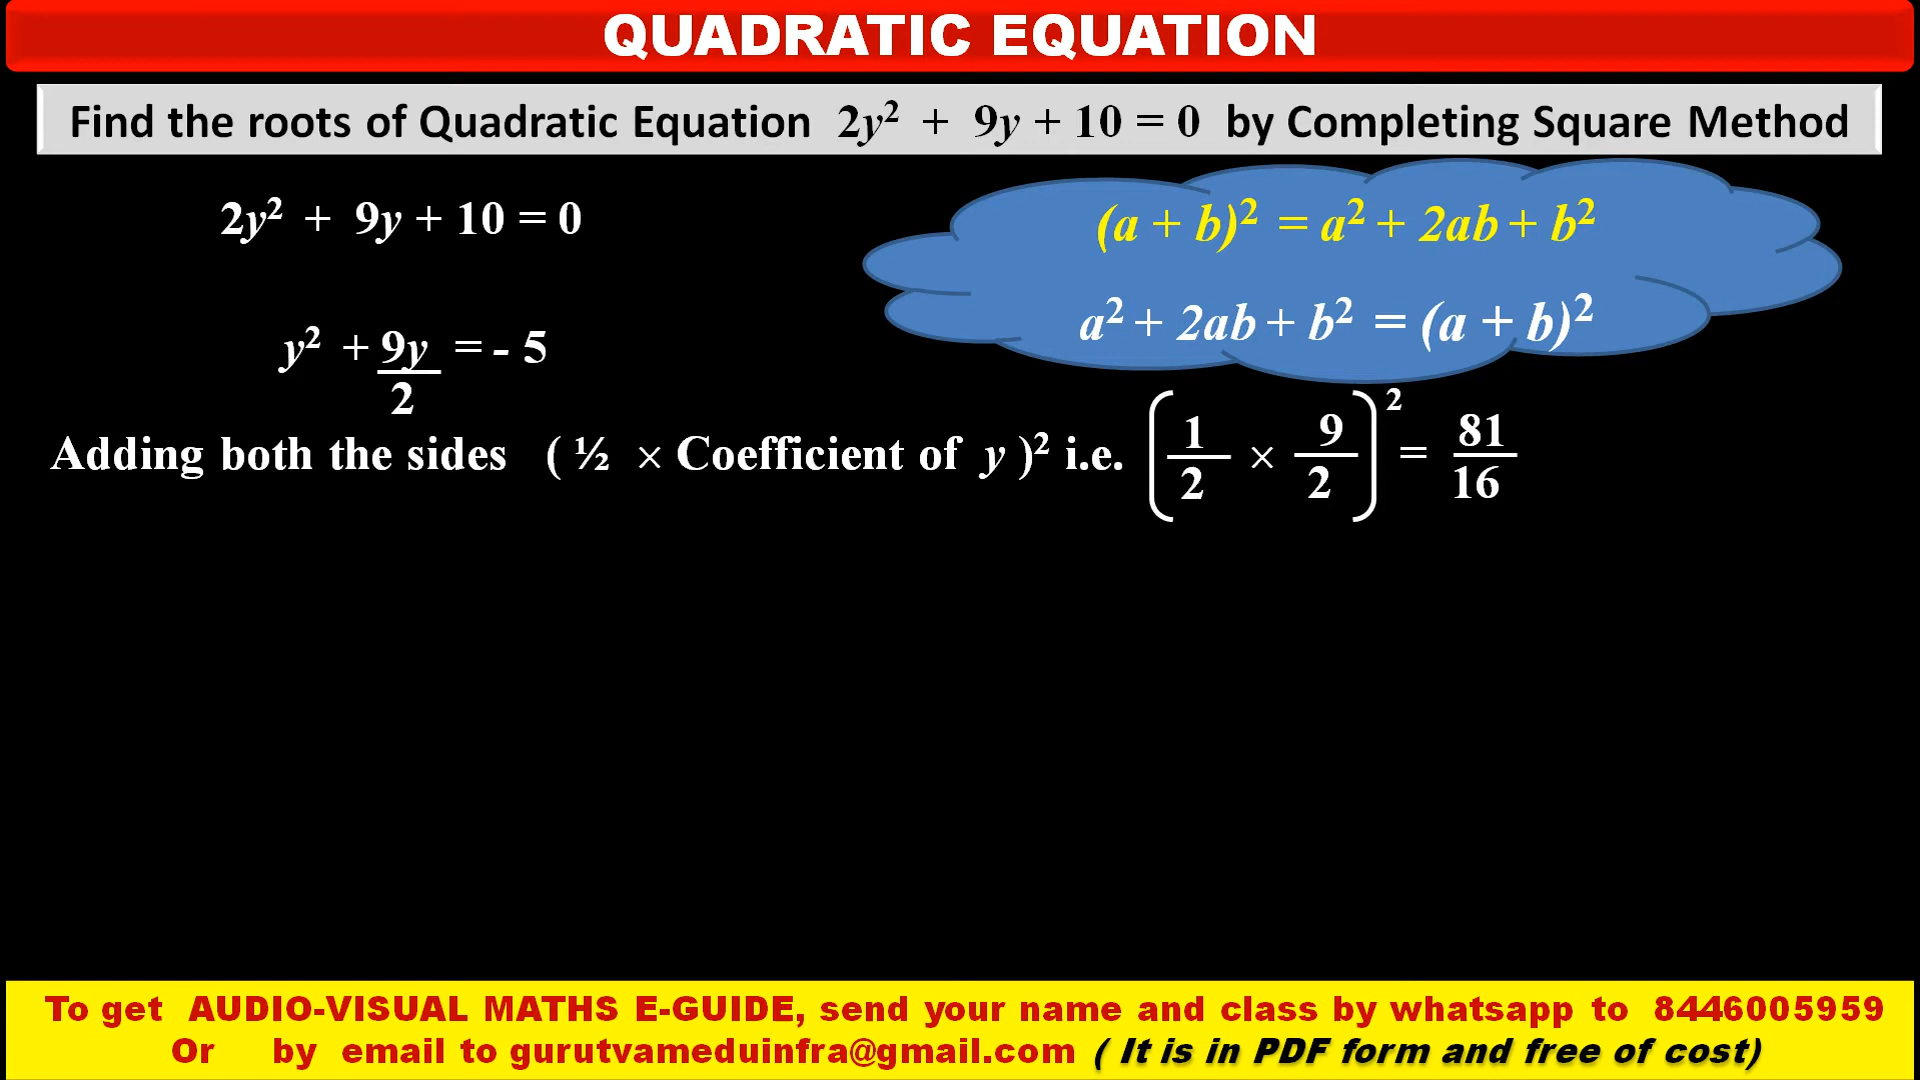 QUADRATIC EQUATION
Find the roots of Quadratic Equation 2y² + 9y + 10 = 0 by Completing Square Method
2y² + 9y + 10 = 0
(a + b)² = a² + 2ab + b²
a² + 2ab + b² = (a + b)²
y² + 9y/2 = - 5
Adding both the sides ( ½ × Coefficient of y )² i.e. (1/2 × 9/2)² = 81/16
To get AUDIO-VISUAL MATHS E-GUIDE, send your name and class by whatsapp to 8446005959
Or by email to gurutvameduinfra@gmail.com ( It is in PDF form and free of cost)